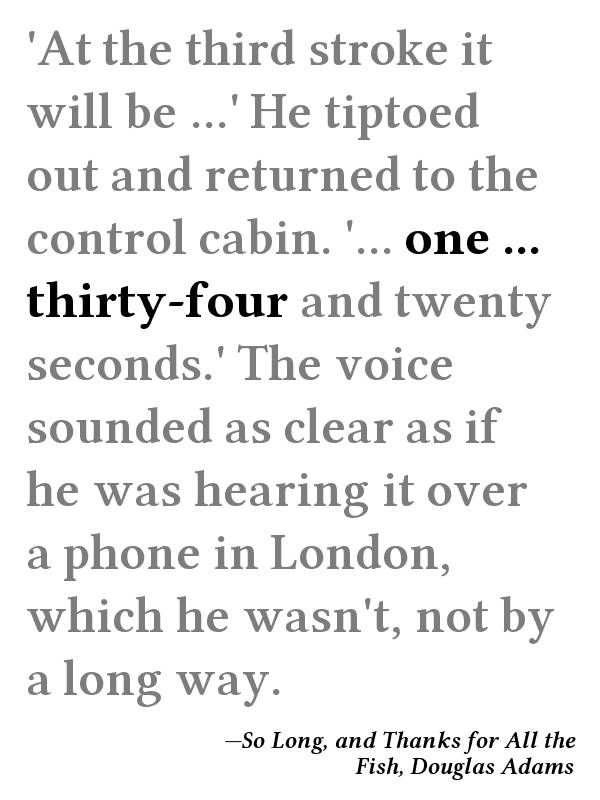 'At the third stroke it
will be ...' He tiptoed
out and returned to the
control cabin. '... one ...
thirty-four and twenty
seconds.' The voice
sounded as clear as if
he was hearing it over
a phone in London,
which he wasn't, not by
a long way.
—So Long, and Thanks for All the
Fish, Douglas Adams